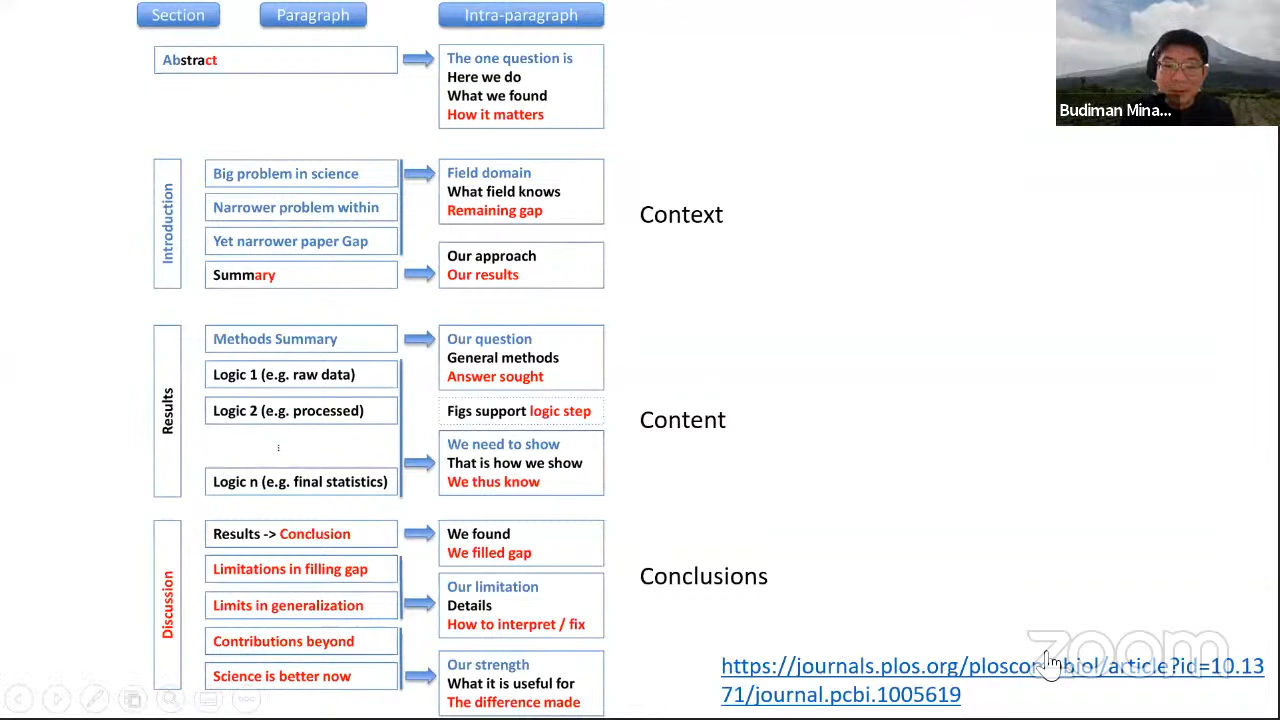 Section
Paragraph
Intra-paragraph
Abstract
The one question is
Here we do
What we found
How it matters
Budiman Mina...
Introduction
Big problem in science
Narrower problem within
Yet narrower paper Gap
Summary
Field domain
What field knows
Remaining gap
Our approach
Our results
Context
Results
Methods Summary
Logic 1 (e.g. raw data)
Logic 2 (e.g. processed)
⋮
Logic n (e.g. final statistics)
Our question
General methods
Answer sought
Figs support logic step
We need to show
That is how we show
We thus know
Content
Discussion
Results -> Conclusion
Limitations in filling gap
Limits in generalization
Contributions beyond
Science is better now
We found
We filled gap
Our limitation
Details
How to interpret / fix
Our strength
What it is useful for
The difference made
Conclusions
zoom
https://journals.plos.org/ploscompbiol/article?id=10.13
71/journal.pcbi.1005619